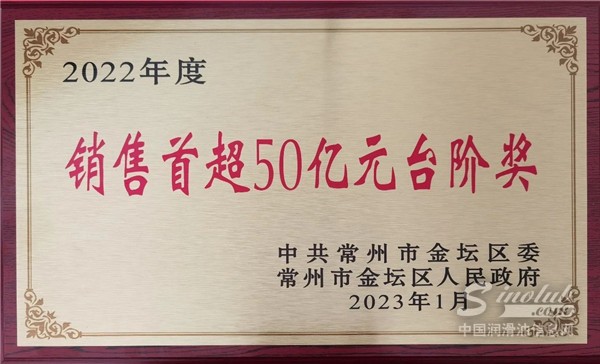 2022年度
销售首超50亿元台阶奖
中共常州市金坛区委
常州市金坛区人民政府
2023年1月
Sinolub.com
中国润滑油信息网